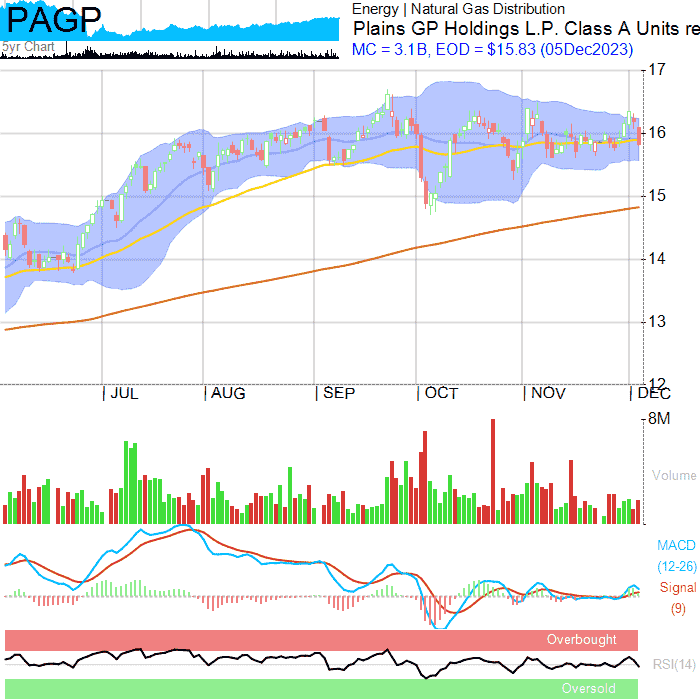 PAGP
5yr Chart
Energy | Natural Gas Distribution
Plains GP Holdings L.P. Class A Units re
MC = 3.1B, EOD = $15.83 (05Dec2023)
17
16
15
14
13
12
JUL
AUG
SEP
OCT
NOV
DEC
8M
Volume
MACD
(12-26)
Signal
(9)
Overbought
RSI(14)
Oversold